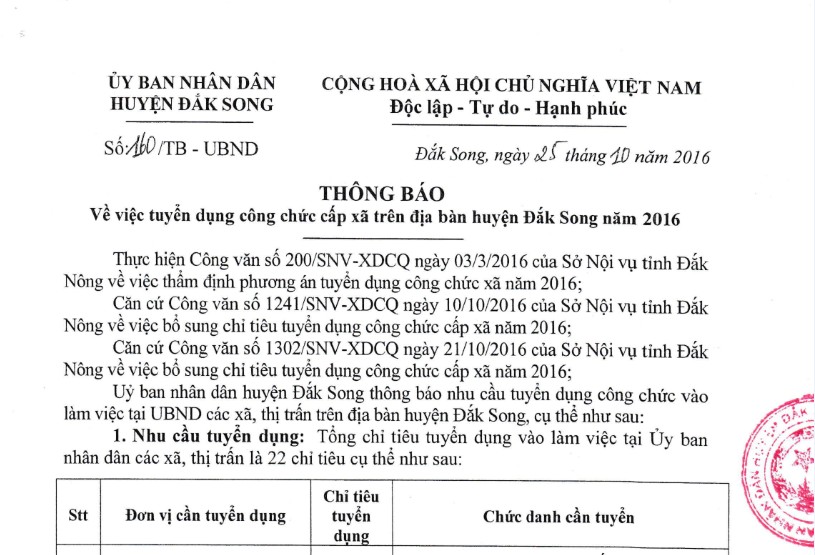 ỦY BAN NHÂN DÂN
HUYỆN ĐẮK SONG
CỘNG HOÀ XÃ HỘI CHỦ NGHĨA VIỆT NAM
Độc lập - Tự do - Hạnh phúc
Số:160/TB - UBND
Đắk Song, ngày 25 tháng 10 năm 2016
THÔNG BÁO
Về việc tuyển dụng công chức cấp xã trên địa bàn huyện Đắk Song năm 2016
Thực hiện Công văn số 200/SNV-XDCQ ngày 03/3/2016 của Sở Nội vụ tỉnh Đắk
Nông về việc thẩm định phương án tuyển dụng công chức xã năm 2016;
Căn cứ Công văn số 1241/SNV-XDCQ ngày 10/10/2016 của Sở Nội vụ tỉnh Đắk
Nông về việc bổ sung chỉ tiêu tuyển dụng công chức cấp xã năm 2016;
Căn cứ Công văn số 1302/SNV-XDCQ ngày 21/10/2016 của Sở Nội vụ tỉnh Đắk
Nông về việc bổ sung chỉ tiêu tuyển dụng công chức cấp xã năm 2016;
Uỷ ban nhân dân huyện Đắk Song thông báo nhu cầu tuyển dụng công chức vào
làm việc tại UBND các xã, thị trấn trên địa bàn huyện Đắk Song, cụ thể như sau:
1. Nhu cầu tuyển dụng: Tổng chỉ tiêu tuyển dụng vào làm việc tại Ủy ban
nhân dân các xã, thị trấn là 22 chỉ tiêu cụ thể như sau:
Stt
Đơn vị cần tuyển dụng
Chỉ tiêu
tuyển
dụng
Chức danh cần tuyển